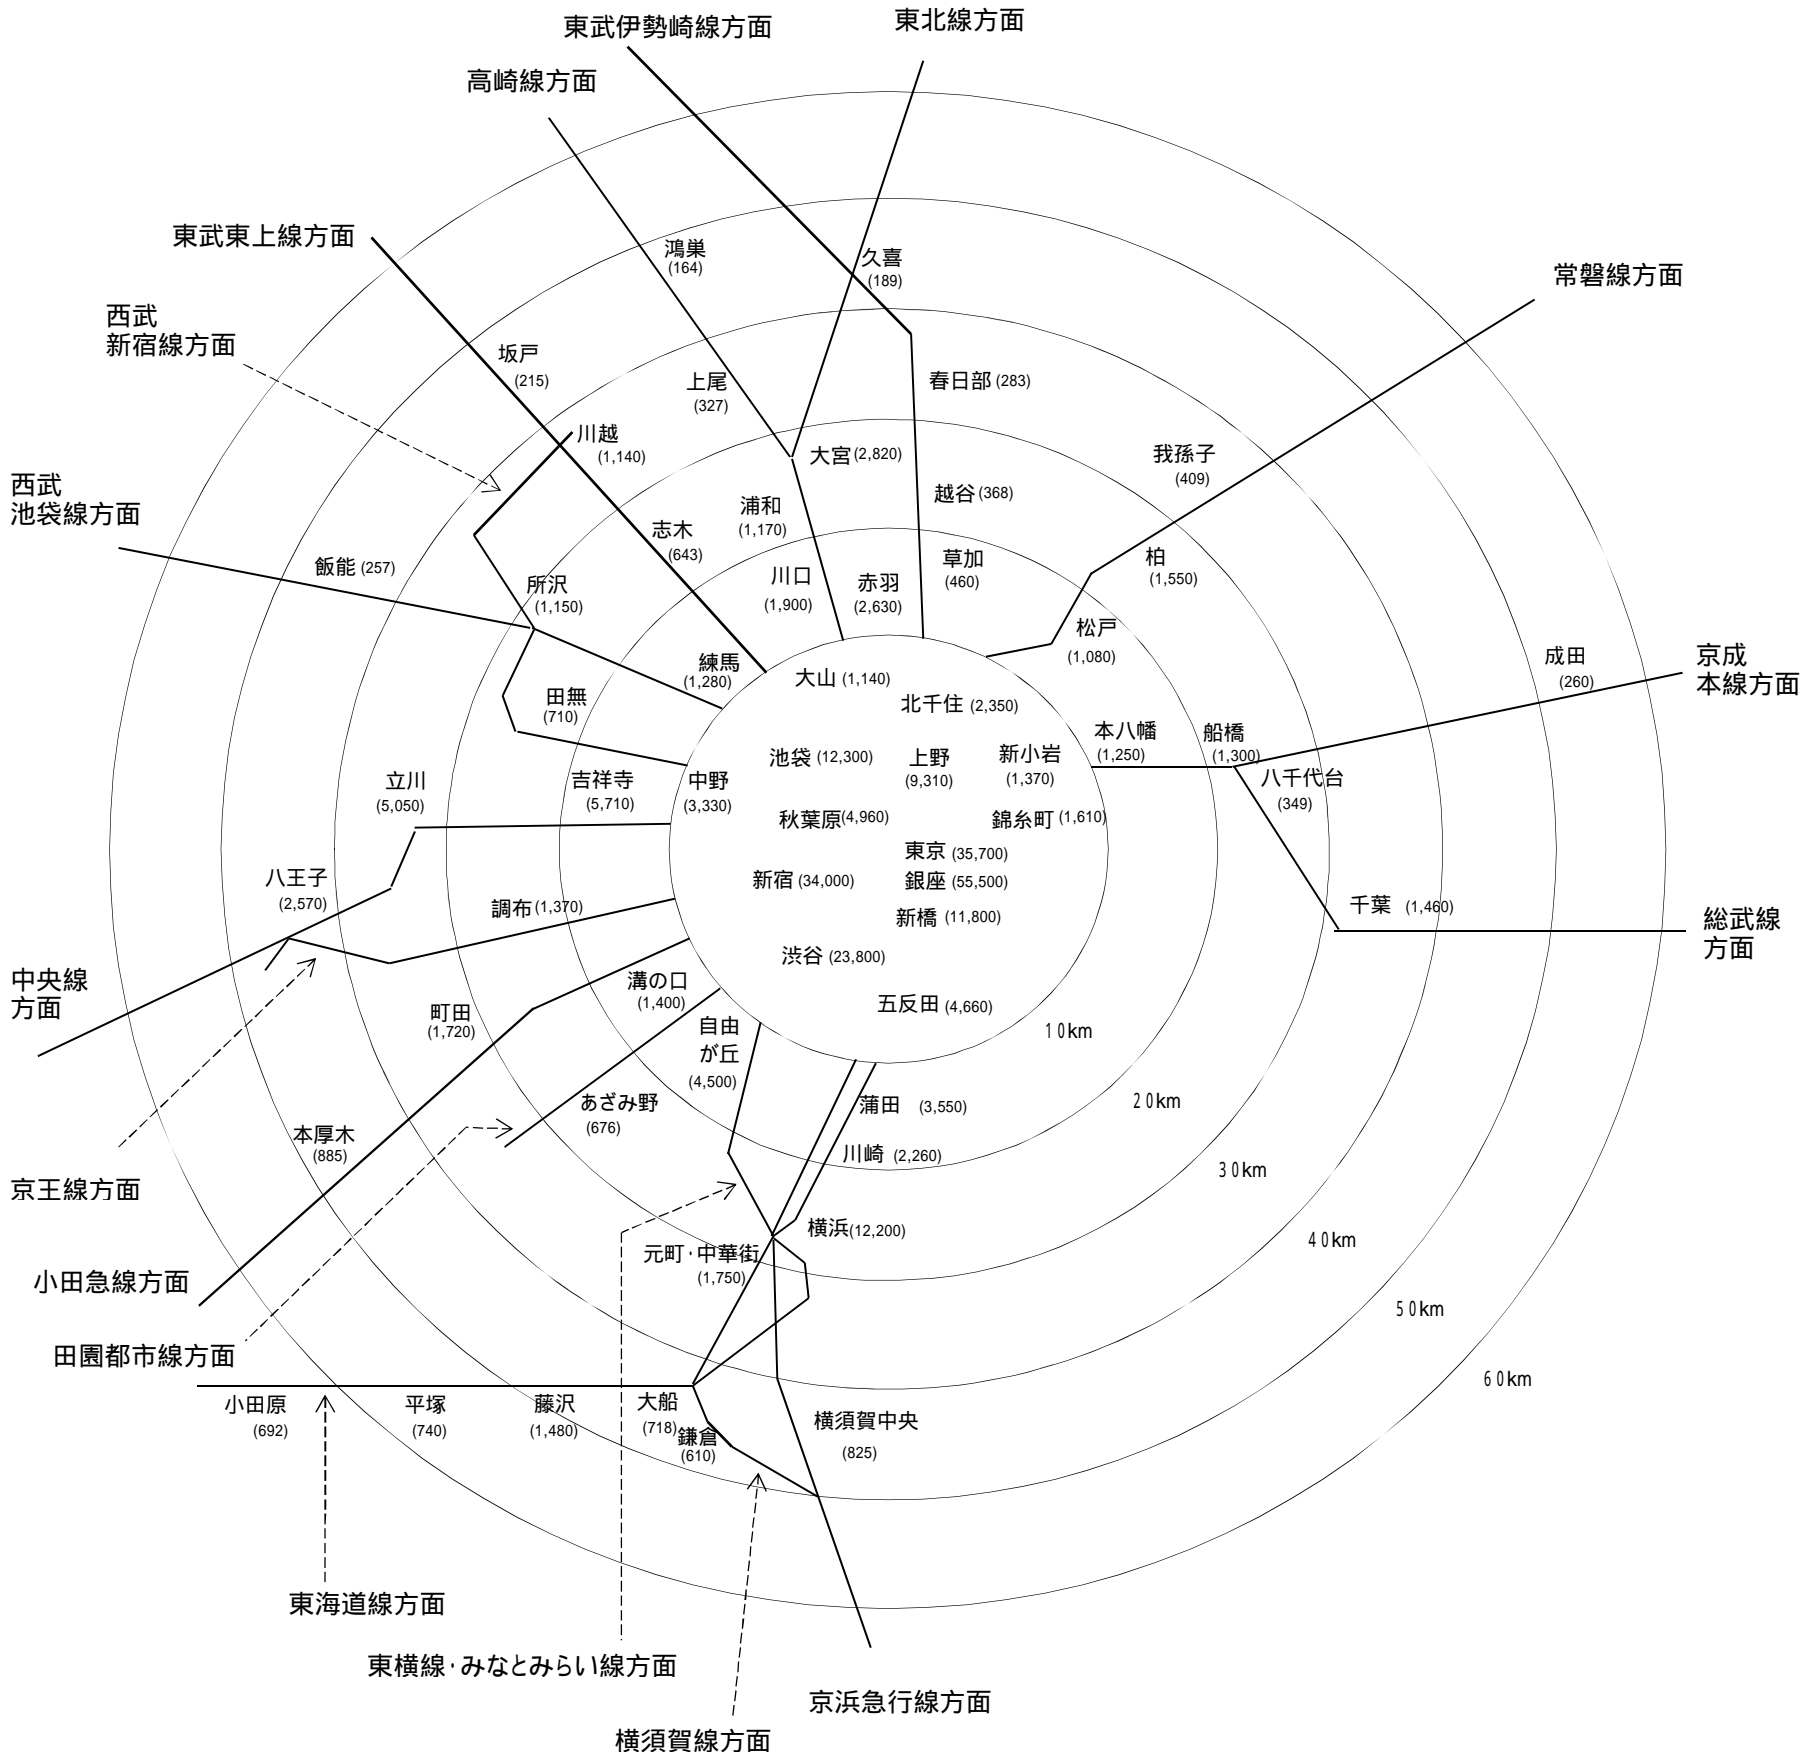 東武伊勢崎線方面
東北線方面
高崎線方面
東武東上線方面
鴻巣
(164)
久喜
(189)
常磐線方面
西武
新宿線方面
坂戸
(215)
上尾
(327)
春日部 (283)
川越
(1,140)
大宮 (2,820)
我孫子
(409)
西武
池袋線方面
浦和
(1,170)
越谷 (368)
志木
(643)
飯能 (257)
所沢
(1,150)
川口
(1,900)
赤羽
(2,630)
草加
(460)
柏
(1,550)
松戸
(1,080)
練馬
(1,280)
大山 (1,140)
成田
(260)
京成
本線方面
田無
(710)
北千住 (2,350)
本八幡
(1,250)
船橋
(1,300)
池袋 (12,300)
上野
(9,310)
新小岩
(1,370)
八千代台
(349)
立川
(5,050)
吉祥寺
(5,710)
中野
(3,330)
秋葉原 (4,960)
錦糸町 (1,610)
東京 (35,700)
八王子
(2,570)
新宿 (34,000)
銀座 (55,500)
調布 (1,370)
新橋 (11,800)
千葉 (1,460)
総武線
方面
中央線
方面
渋谷 (23,800)
溝の口
(1,400)
五反田 (4,660)
町田
(1,720)
自由
が丘
(4,500)
10km
あざみ野
(676)
蒲田 (3,550)
20km
本厚木
(885)
川崎 (2,260)
30km
京王線方面
横浜 (12,200)
40km
元町・中華街
(1,750)
小田急線方面
50km
田園都市線方面
60km
小田原
(692)
平塚
(740)
藤沢
(1,480)
大船
(718)
鎌倉
(610)
横須賀中央
(825)
東海道線方面
東横線・みなとみらい線方面
京浜急行線方面
横須賀線方面